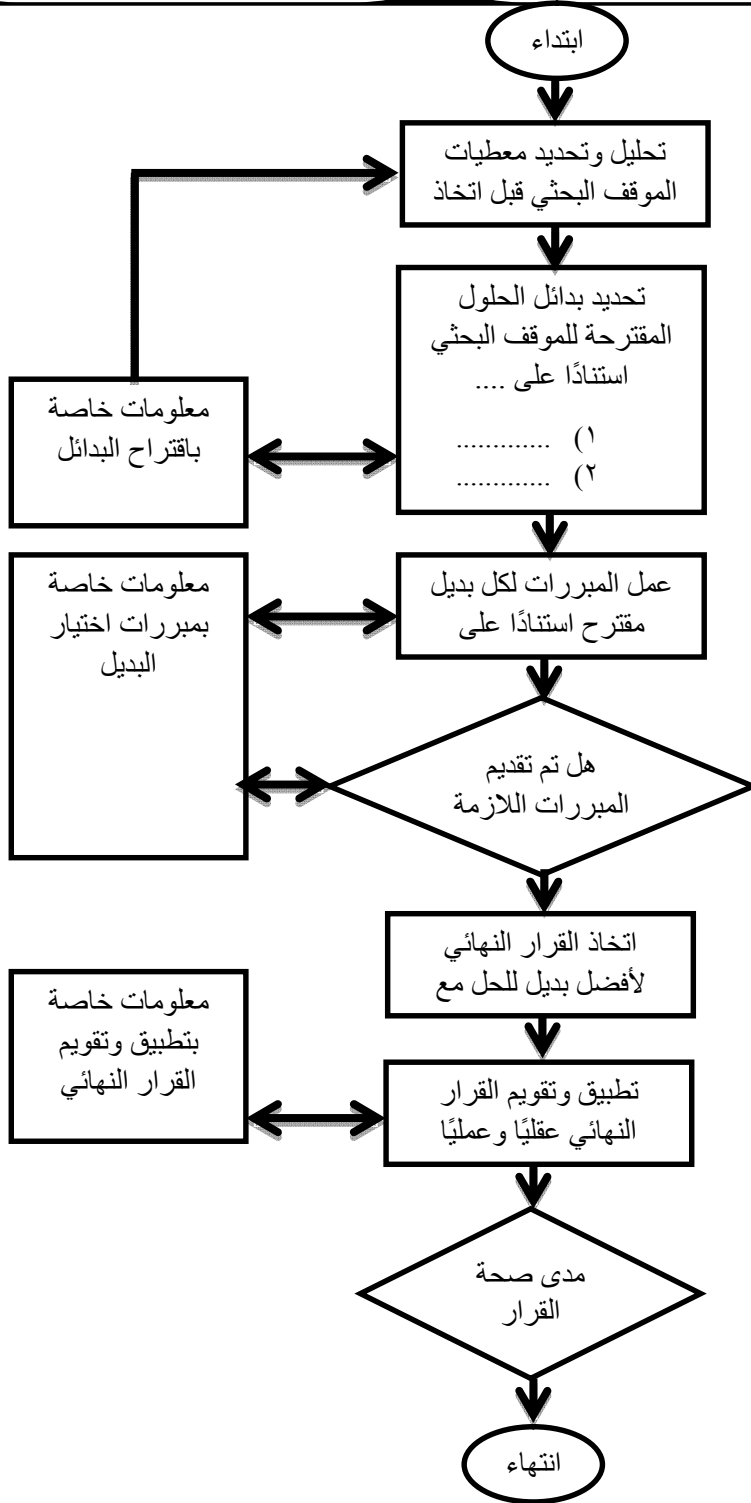 ابتداء
تحليل وتحديد معطيات
الموقف البحثي قبل اتخاذ
تحديد بدائل الحلول
المقترحة للموقف البحثي
استنادًا على ....
١) .............
٢) .............
معلومات خاصة
باقتراح البدائل
عمل المبررات لكل بديل
مقترح استنادًا على
معلومات خاصة
بمبررات اختيار
البديل
هل تم تقديم
المبررات اللازمة
اتخاذ القرار النهائي
لأفضل بديل للحل مع
تطبيق وتقويم القرار
النهائي عقليًا وعمليًا
معلومات خاصة
بتطبيق وتقويم
القرار النهائي
مدى صحة
القرار
انتهاء